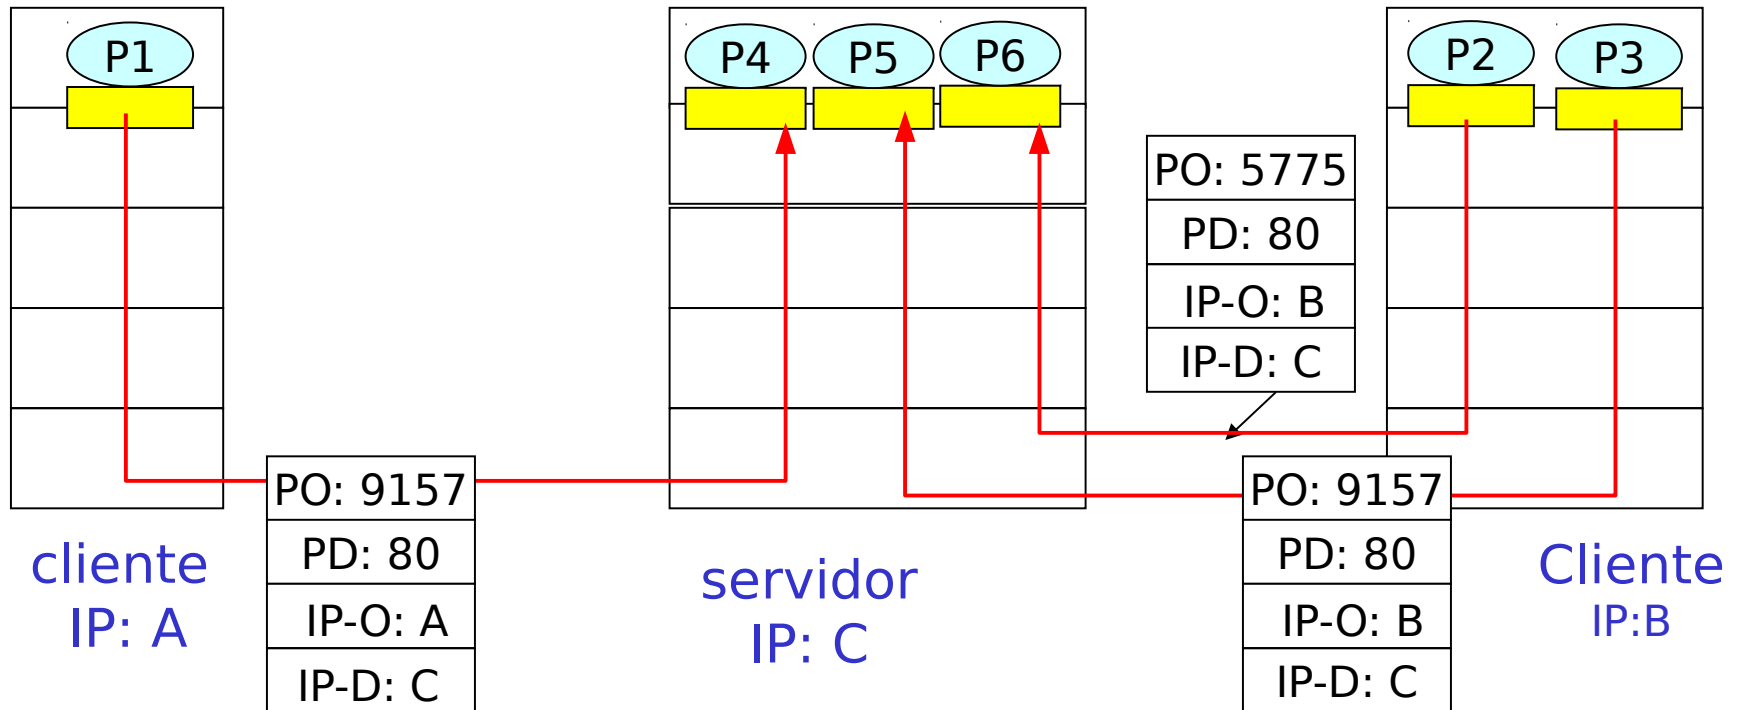 P1
P4
P5
P6
P2
P3
PO: 5775
PD: 80
IP-O: B
IP-D: C
PO: 9157
PD: 80
IP-O: A
IP-D: C
PO: 9157
PD: 80
IP-O: B
IP-D: C
cliente
IP: A
servidor
IP: C
Cliente
IP:B